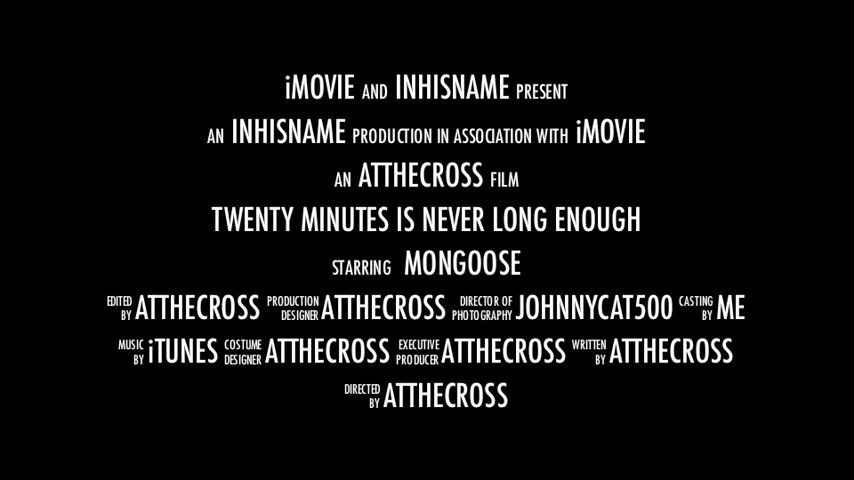 iMOVIE AND INHISNAME PRESENT
AN INHISNAME PRODUCTION IN ASSOCIATION WITH iMOVIE
AN ATTHECROSS FILM
TWENTY MINUTES IS NEVER LONG ENOUGH
STARRING MONGOOSE
EDITED BY ATTHECROSS PRODUCTION DESIGNER ATTHECROSS DIRECTOR OF PHOTOGRAPHY JOHNNYCAT500 CASTING BY ME
MUSIC BY iTUNES COSTUME DESIGNER ATTHECROSS EXECUTIVE PRODUCER ATTHECROSS WRITTEN BY ATTHECROSS
DIRECTED BY ATTHECROSS